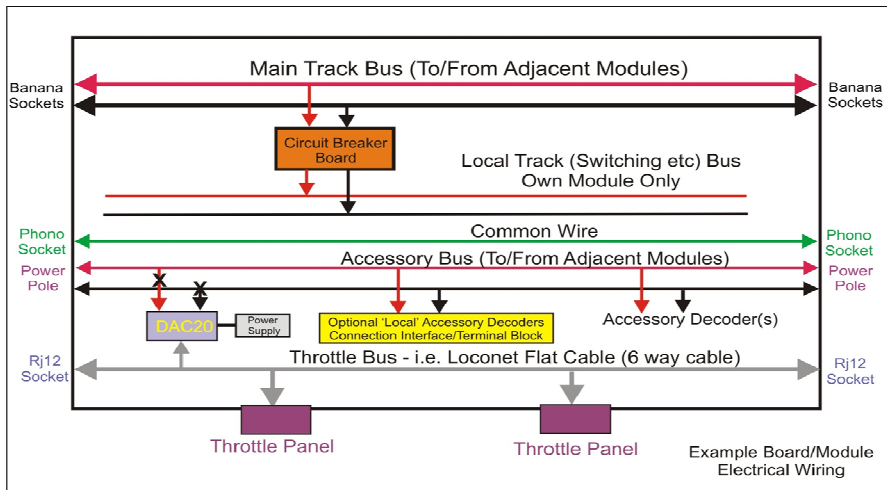 Main Track Bus (To/From Adjacent Modules)
Banana
Sockets
Banana
Sockets
Circuit Breaker
Board
Local Track (Switching etc) Bus
Own Module Only
Phono
Socket
Common Wire
Phono
Socket
Power
Pole
Accessory Bus (To/From Adjacent Modules)
Power
Pole
X
X
DAC20
Power
Supply
Optional 'Local' Accessory Decoders
Connection Interface/Terminal Block
Accessory Decoder(s)
Rj12
Socket
Throttle Bus - i.e. Loconet Flat Cable (6 way cable)
Rj12
Socket
Throttle Panel
Throttle Panel
Example Board/Module
Electrical Wiring